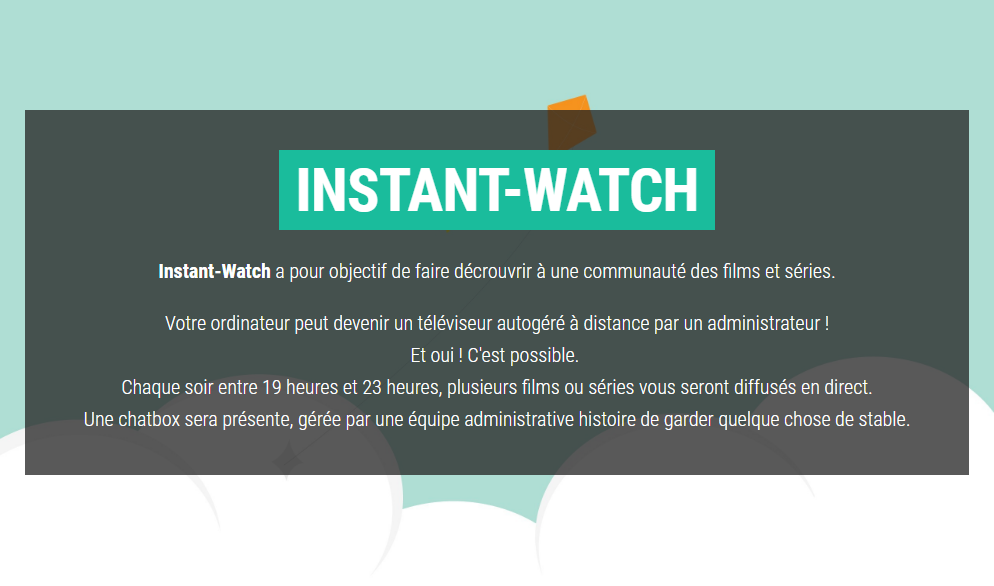 INSTANT-WATCH
Instant-Watch a pour objectif de faire décrouvrir à une communauté des films et séries.
Votre ordinateur peut devenir un téléviseur autogéré à distance par un administrateur !
Et oui ! C'est possible.
Chaque soir entre 19 heures et 23 heures, plusieurs films ou séries vous seront diffusés en direct.
Une chatbox sera présente, gérée par une équipe administrative histoire de garder quelque chose de stable.